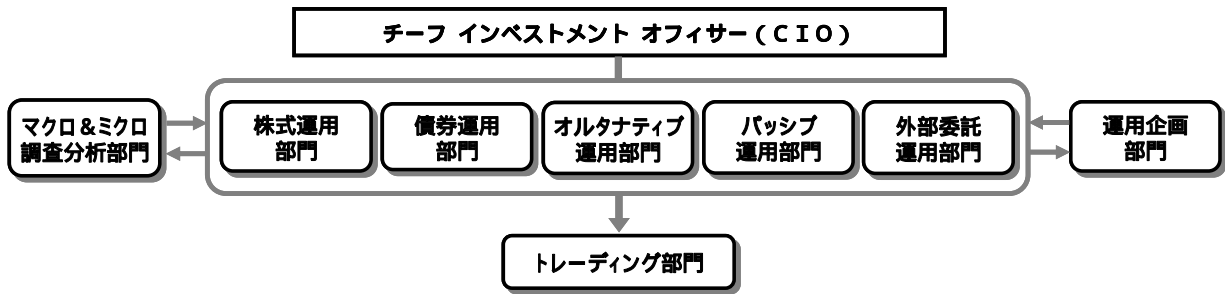 チーフ インベストメント オフィサー(CIO)
マクロ&ミクロ
調査分析部門
株式運用
部門
債券運用
部門
オルタナティブ
運用部門
パッシブ
運用部門
外部委託
運用部門
運用企画
部門
トレーディング部門